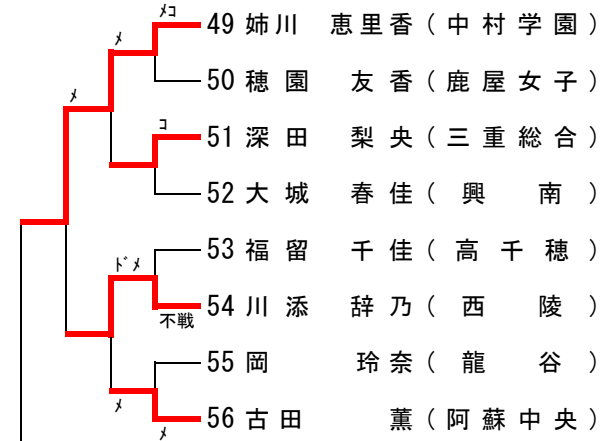 ﾒｺ
49 姉川 恵里香 (中村学園)
ﾒ
50 穂園 友香 (鹿屋女子)
ﾒ
ｺ
51 深田 梨央 (三重総合)
52 大城 春佳 (興南)
53 福留 千佳 (高千穂)
ﾄﾞﾒ
54 川添 辞乃 (西陵)
不戦
55 岡 玲奈 (龍谷)
ﾒ
56 古田 薫 (阿蘇中央)
ﾒ